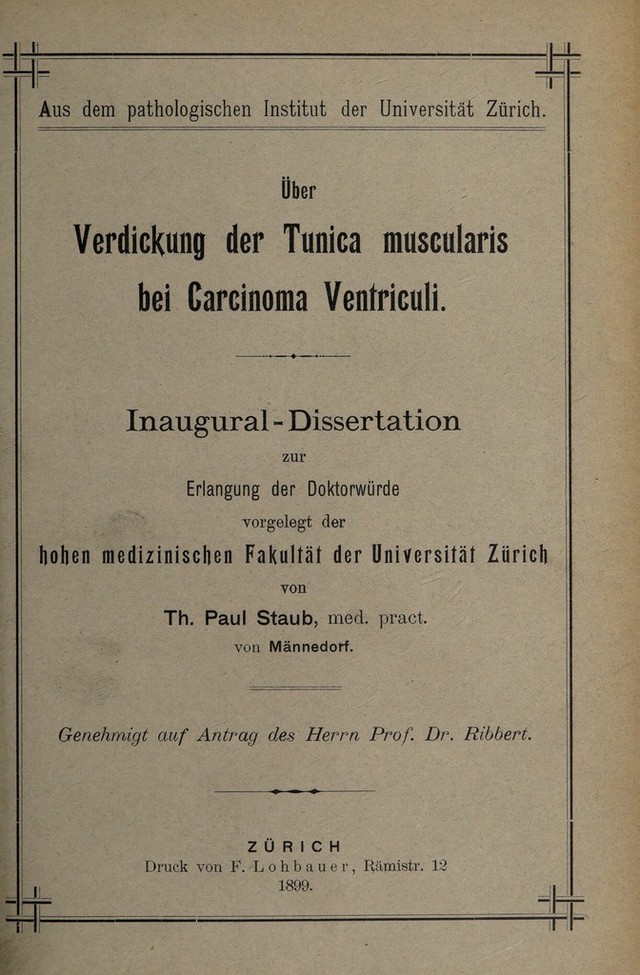 Aus dem pathologischen Institut der Universität Zürich.
Über
Verdickung der Tunica muscularis
bei Carcinoma Ventriculi.
Inaugural-Dissertation
zur
Erlangung der Doktorwürde
vorgelegt der
hohen medizinischen Fakultät der Universität Zürich
von
Th. Paul Staub, med. pract.
von Männedorf.
Genehmigt auf Antrag des Herrn Prof. Dr. Ribbert.
ZÜRICH
Druck von F. Lohbauer, Rämistr. 12
1899.